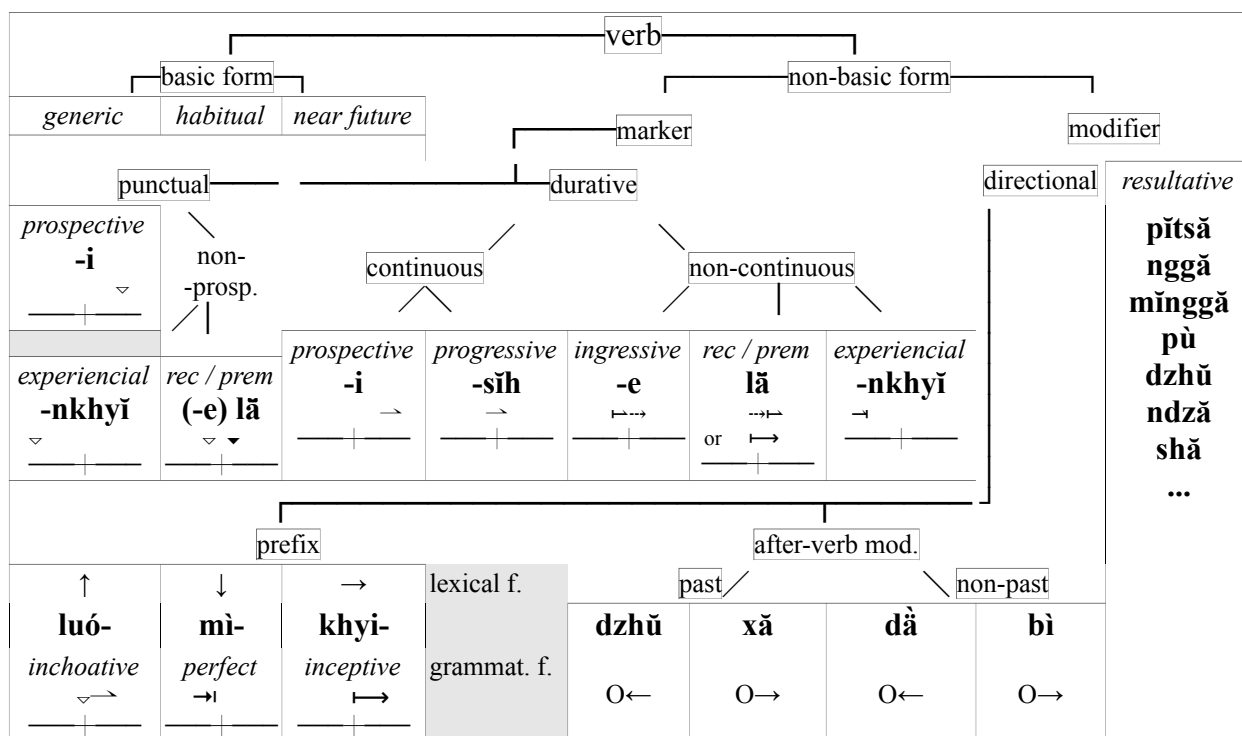 verb
basic form non-basic form
generic habitual near future
marker modifier
punctual durative directional resultative
prospective
-i
non-
-prosp.
continuous non-continuous
pĭtsă
nggă
mĭnggă
pù
dzhŭ
ndză
shă
...
experiencial rec / prem prospective progressive ingressive rec / prem experiencial
-nkhyĭ (-e) lä̆ -i -sĭh -e lä̆ -nkhyĭ
or
prefix after-verb mod.
↑ ↓ → lexical f. past non-past
luó- mì- khyi- dzhŭ xă dä̀ bì
inchoative perfect inceptive grammat. f.
O← O→ O← O→